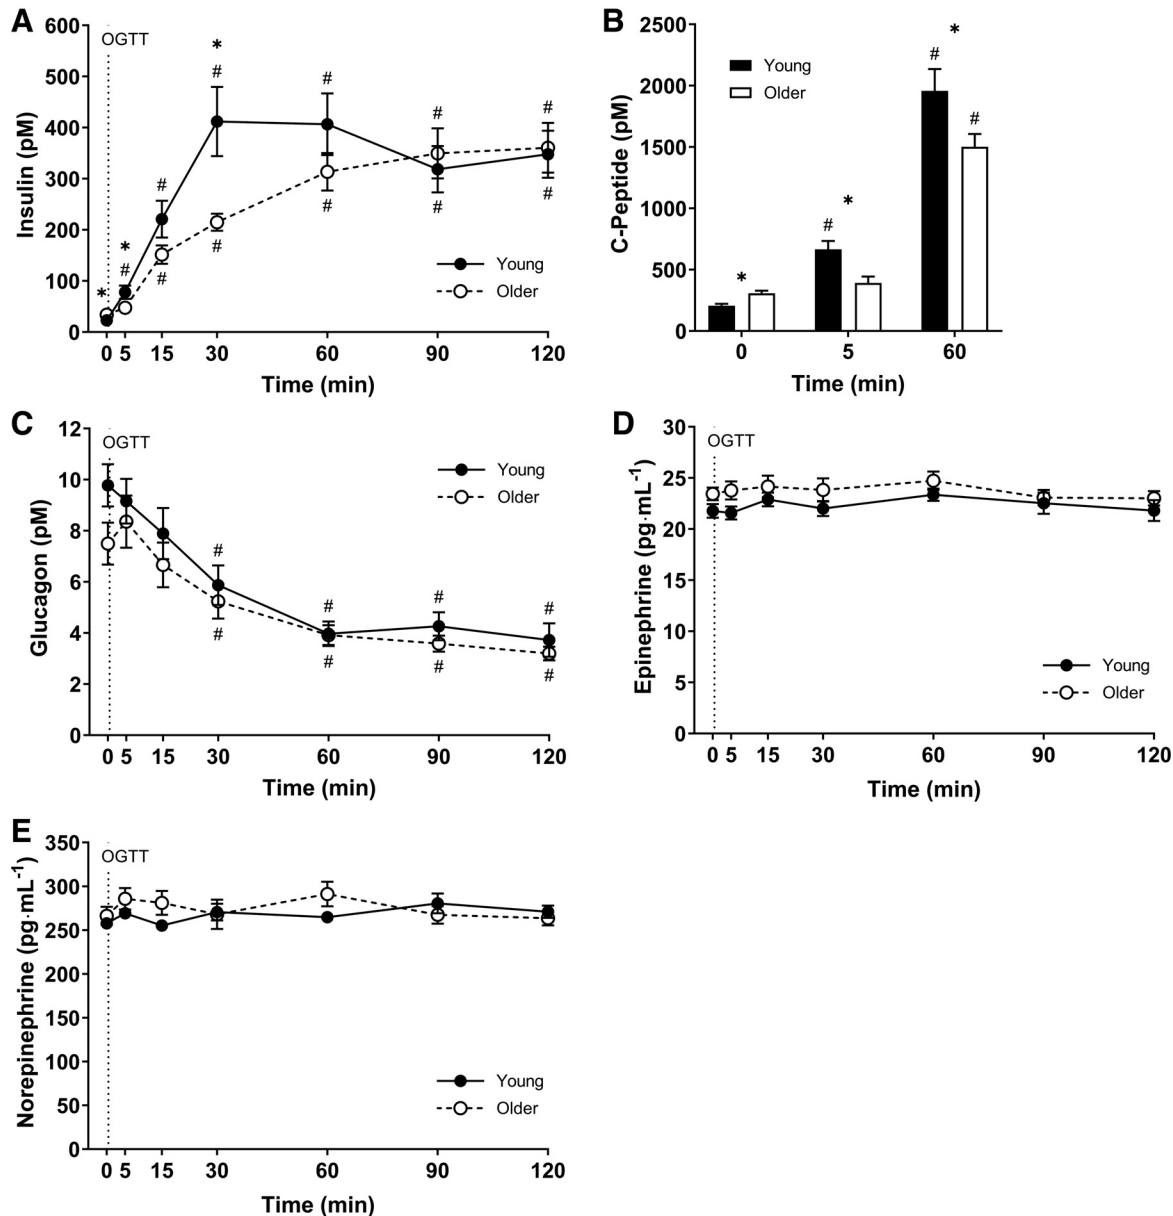 A
OGTT
Insulin (pM)
600
500
400
300
200
100
0
* # * # # # # #
# # # # #
*
Young
Older
0 5 15 30 60 90 120
Time (min)
B
C-Peptide (pM)
2500
2000
1500
1000
500
0
Young
Older
*
# *
# * #
0 5 60
Time (min)
C
OGTT
Glucagon (pM)
12
10
8
6
4
2
0
Young
Older
# # # #
# # # #
0 5 15 30 60 90 120
Time (min)
D
OGTT
Epinephrine (pg·mL-1)
30
25
20
15
10
5
0
Young
Older
0 5 15 30 60 90 120
Time (min)
E
OGTT
Norepinephrine (pg·mL-1)
350
300
250
200
150
100
50
0
Young
Older
0 5 15 30 60 90 120
Time (min)